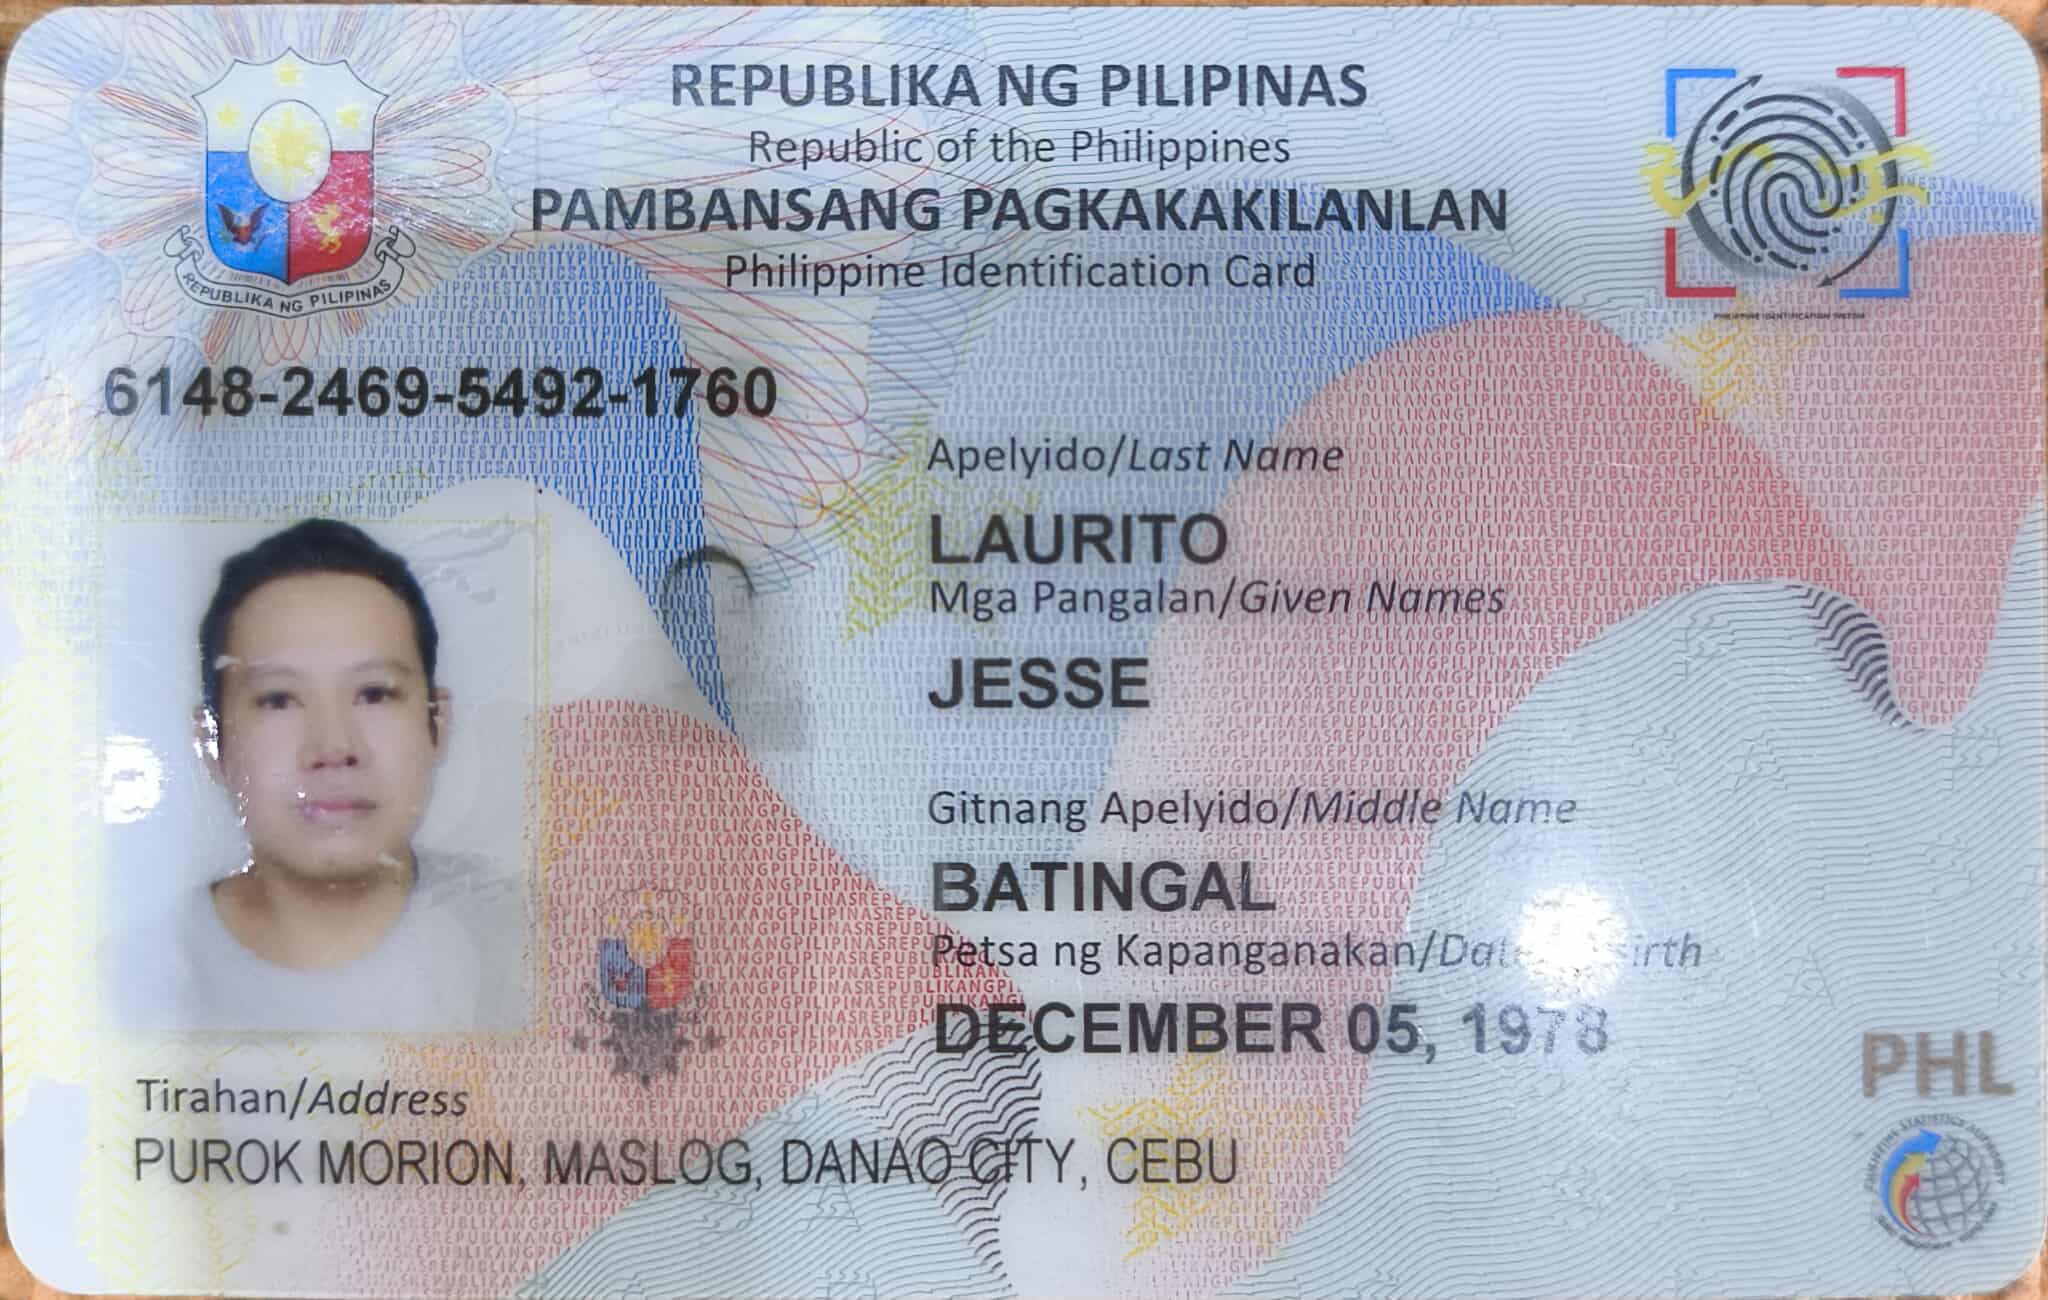 REPUBLIKA NG PILIPINAS
Republic of the Philippines
PAMBANSANG PAGKAKAKILANLAN
Philippine Identification Card
REPUBLIKA NG PILIPINAS
PHILIPPINE IDENTIFICATION SYSTEM
6148-2469-5492-1760
Apelyido/Last Name
LAURITO
Mga Pangalan/Given Names
JESSE
Gitnang Apelyido/Middle Name
BATINGAL
Petsa ng Kapanganakan/Date
DECEMBER 05, 1978
PHL
Tirahan/Address
PUROK MORION, MASLOG, DANAO CITY, CEBU
PHILIPPINE STATISTICS AUTHORITY